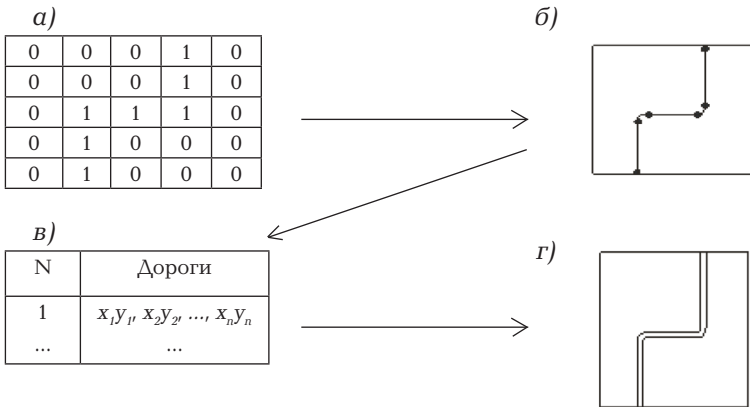 а)
0 0 0 1 0
0 0 0 1 0
0 1 1 1 0
0 1 0 0 0
0 1 0 0 0
б)
в)
N Дороги
1 x₁y₁, x₂y₂, ..., xₙyₙ
... ...
г)